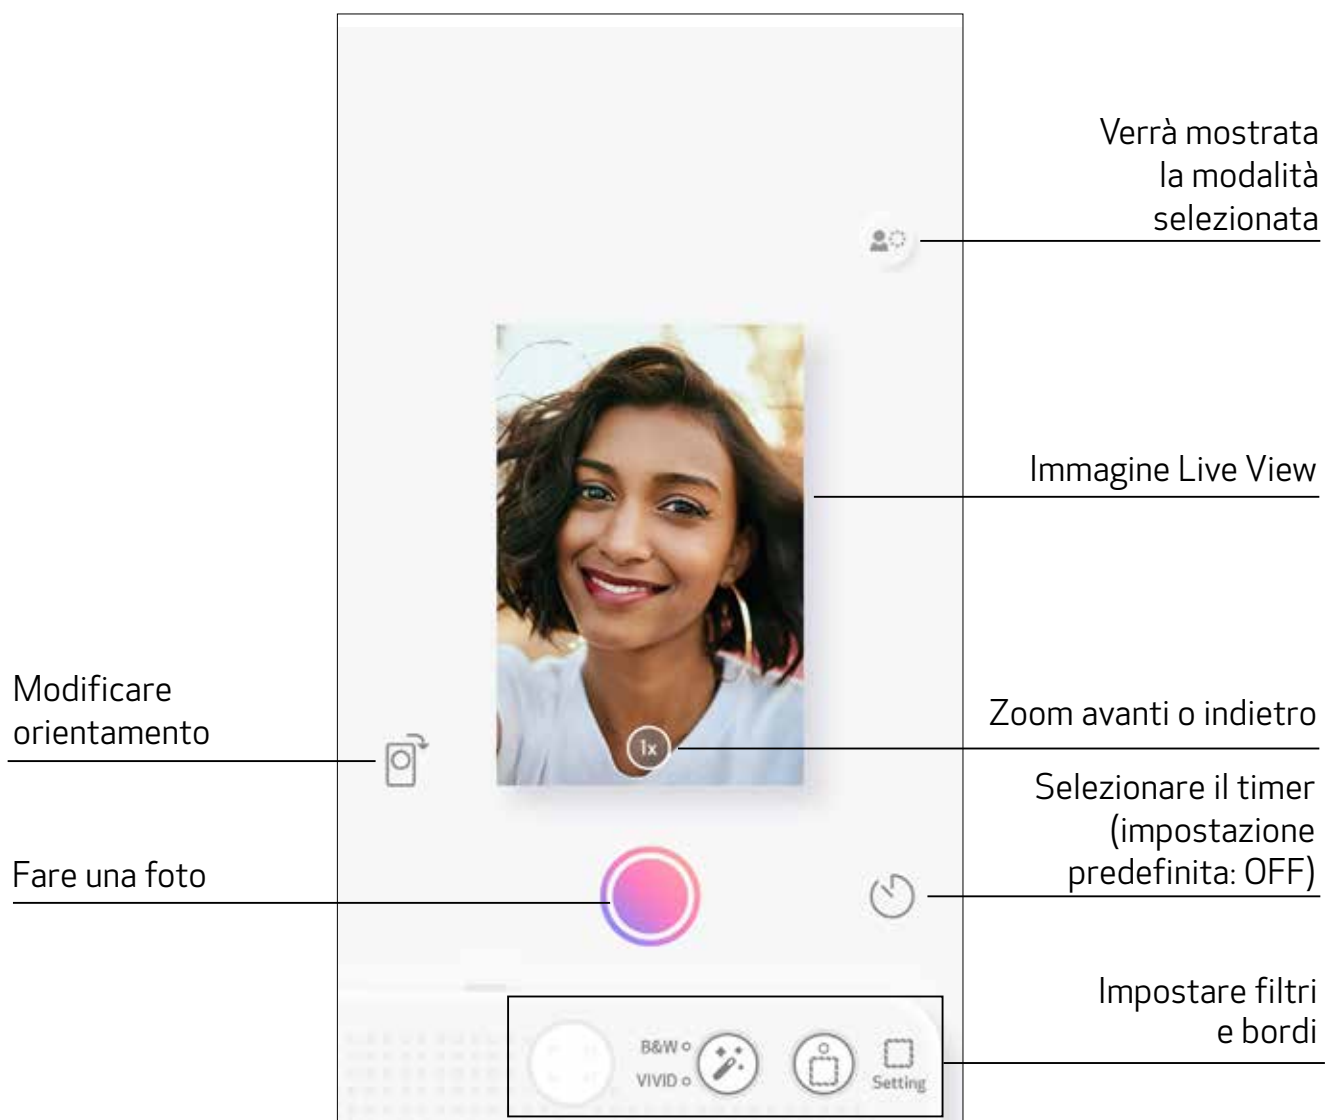 Verrà mostrata
la modalità
selezionata
Immagine Live View
Modificare
orientamento
Zoom avanti o indietro
1x
Selezionare il timer
(impostazione
predefinita: OFF)
Fare una foto
Impostare filtri
e bordi
B&W
VIVID
Setting